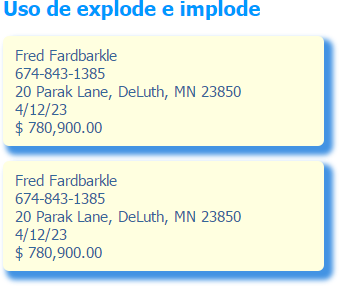 Uso de explode e implode
Fred Fardbarkle
674-843-1385
20 Parak Lane, DeLuth, MN 23850
4/12/23
$ 780,900.00
Fred Fardbarkle
674-843-1385
20 Parak Lane, DeLuth, MN 23850
4/12/23
$ 780,900.00